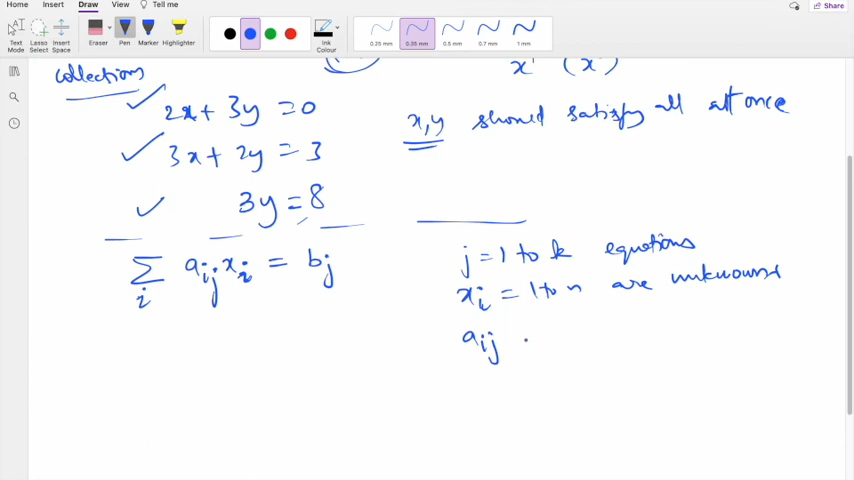 Home Insert Draw View Tell me Share
Text Mode Lasso Select Insert Space Eraser Pen Marker Highlighter Ink Colour 0.25 mm 0.35 mm 0.5 mm 0.7 mm 1 mm
collections
x' (x')
2x + 3y = 0
x,y should satisfy all at once
3x + 2y = 3
3y = 8
∑ᵢ aᵢⱼ xᵢ = bⱼ
j = 1 to k equations
xᵢ = 1 to n are unknowns
aᵢⱼ